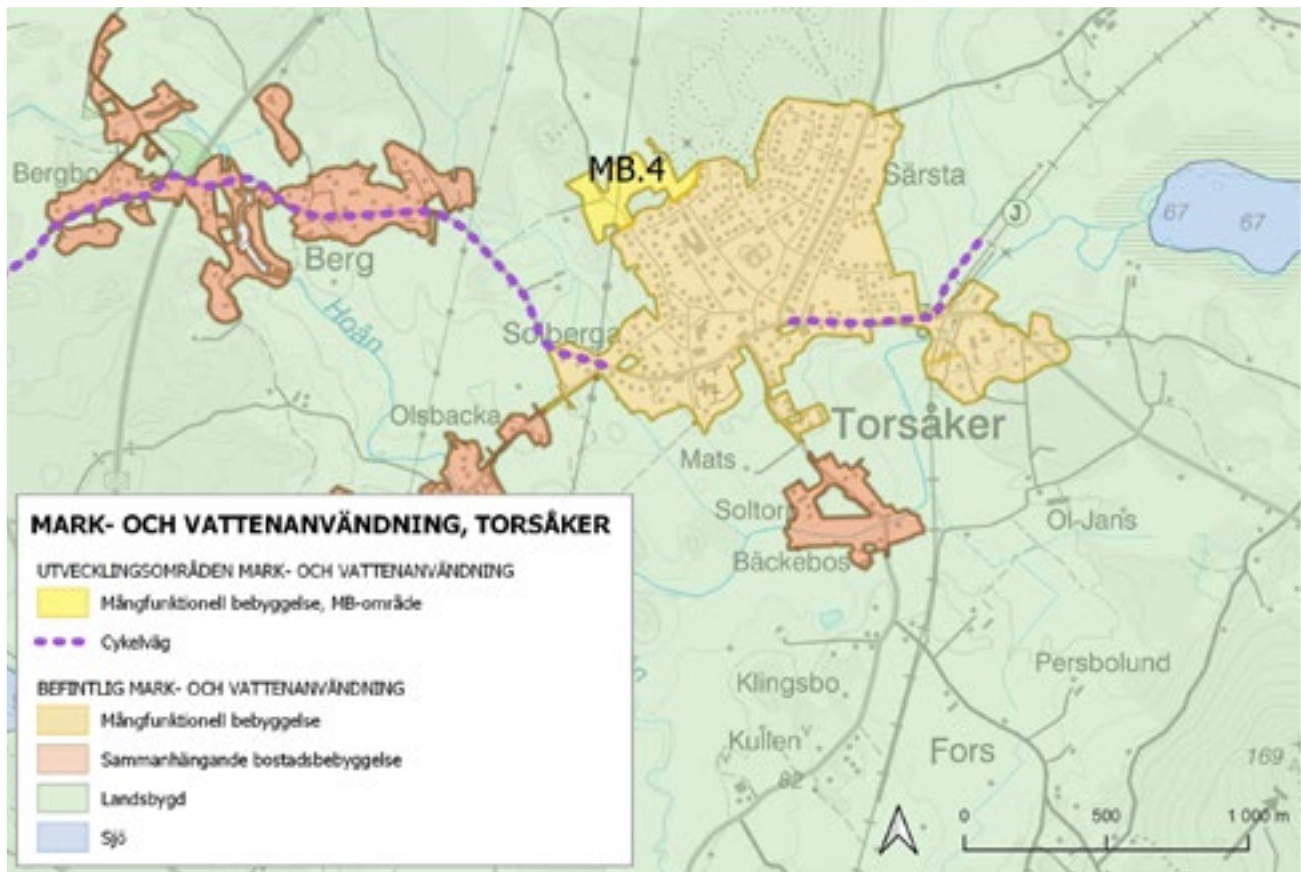 MB.4
Bergbo
Särsta
J
67
67
Berg
Hoån
Solberga
Olsbacka
Torsåker
Mats
Soltorp
Bäckebos
Ol-Jans
MARK- OCH VATTENANVÄNDNING, TORSÅKER
UTVECKLINGSOMRÅDEN MARK- OCH VATTENANVÄNDNING
Mångfunktionell bebyggelse, MB-område
Cykelväg
BEFINTLIG MARK- OCH VATTENANVÄNDNING
Mångfunktionell bebyggelse
Sammanhängande bostadsbebyggelse
Landsbygd
Sjö
Persbolund
Klingsbo
Kullen
Fors
82
169
0 500 1 000 m